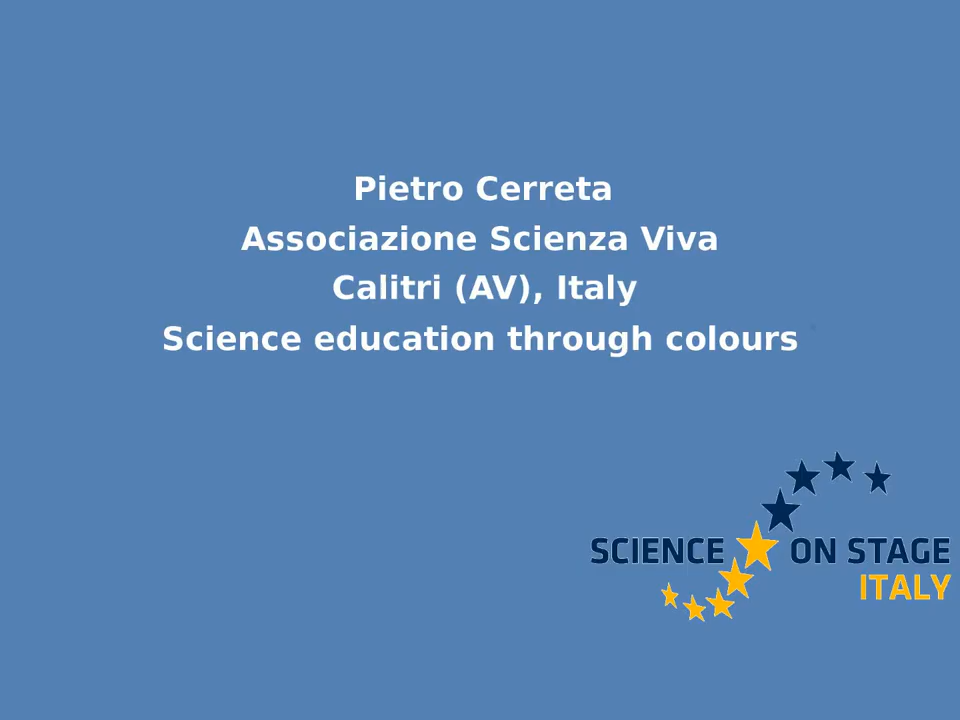 Pietro Cerreta
Associazione Scienza Viva
Calitri (AV), Italy
Science education through colours
SCIENCE ON STAGE
ITALY